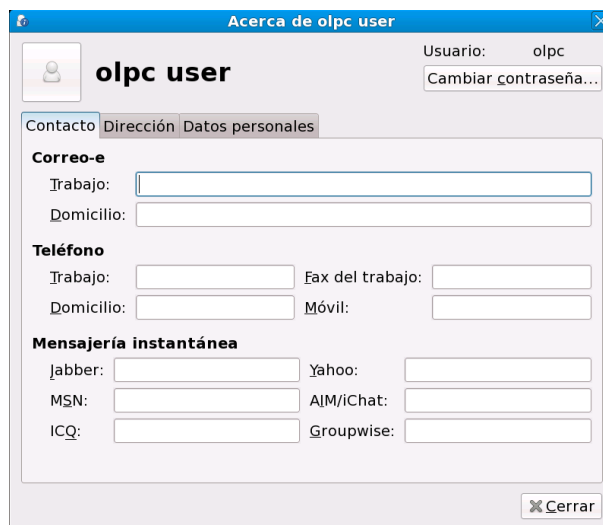 Acerca de olpc user
olpc user
Usuario: olpc
Cambiar contraseña...
Contacto Dirección Datos personales
Correo-e
Trabajo:
Domicilio:
Teléfono
Trabajo: Fax del trabajo:
Domicilio: Móvil:
Mensajería instantánea
Jabber: Yahoo:
MSN: AIM/iChat:
ICQ: Groupwise:
Cerrar